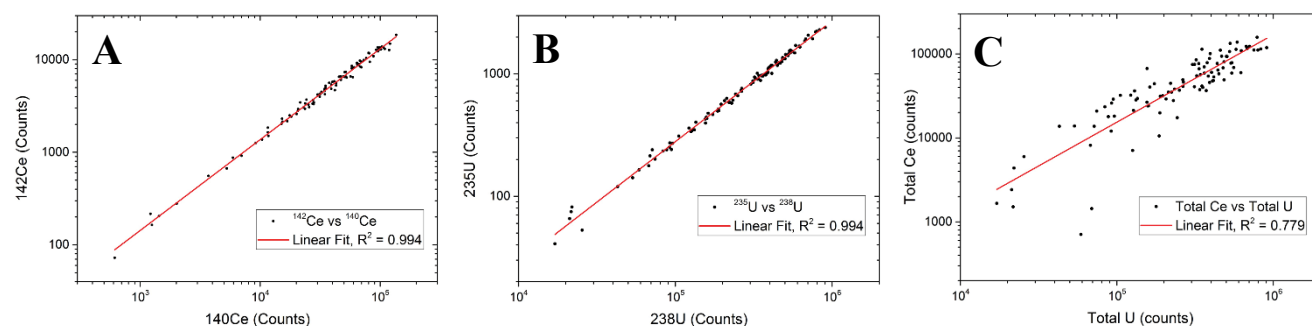 A
142Ce (Counts)
10000
1000
100
10³
10⁴
10⁵
140Ce (Counts)
¹⁴²Ce vs ¹⁴⁰Ce
Linear Fit, R² = 0.994
B
235U (Counts)
1000
100
10⁴
10⁵
10⁶
238U (Counts)
²³⁵U vs ²³⁸U
Linear Fit, R² = 0.994
C
Total Ce (counts)
100000
10000
1000
10⁴
10⁵
10⁶
Total U (counts)
Total Ce vs Total U
Linear Fit, R² = 0.779